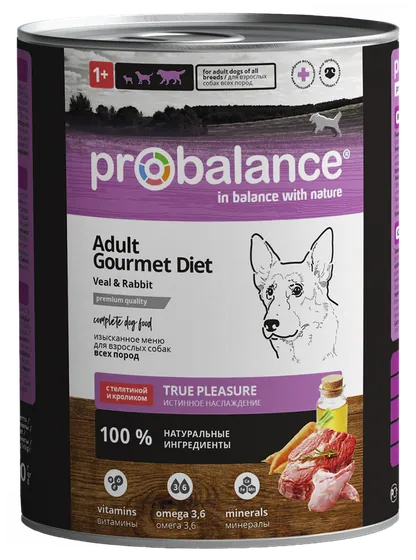 1+
for adult dogs of all
breeds / для взрослых
собак всех пород
probalance®
in balance with nature
Adult
Gourmet Diet
Veal & Rabbit
premium quality
complete dog food
изысканное меню
для взрослых собак
всех пород
с телятиной
и кроликом
TRUE PLEASURE
ИСТИННОЕ НАСЛАЖДЕНИЕ
100 %
НАТУРАЛЬНЫЕ
ИНГРЕДИЕНТЫ
3 6
vitamins
витамины
omega 3,6
омега 3,6
minerals
минералы